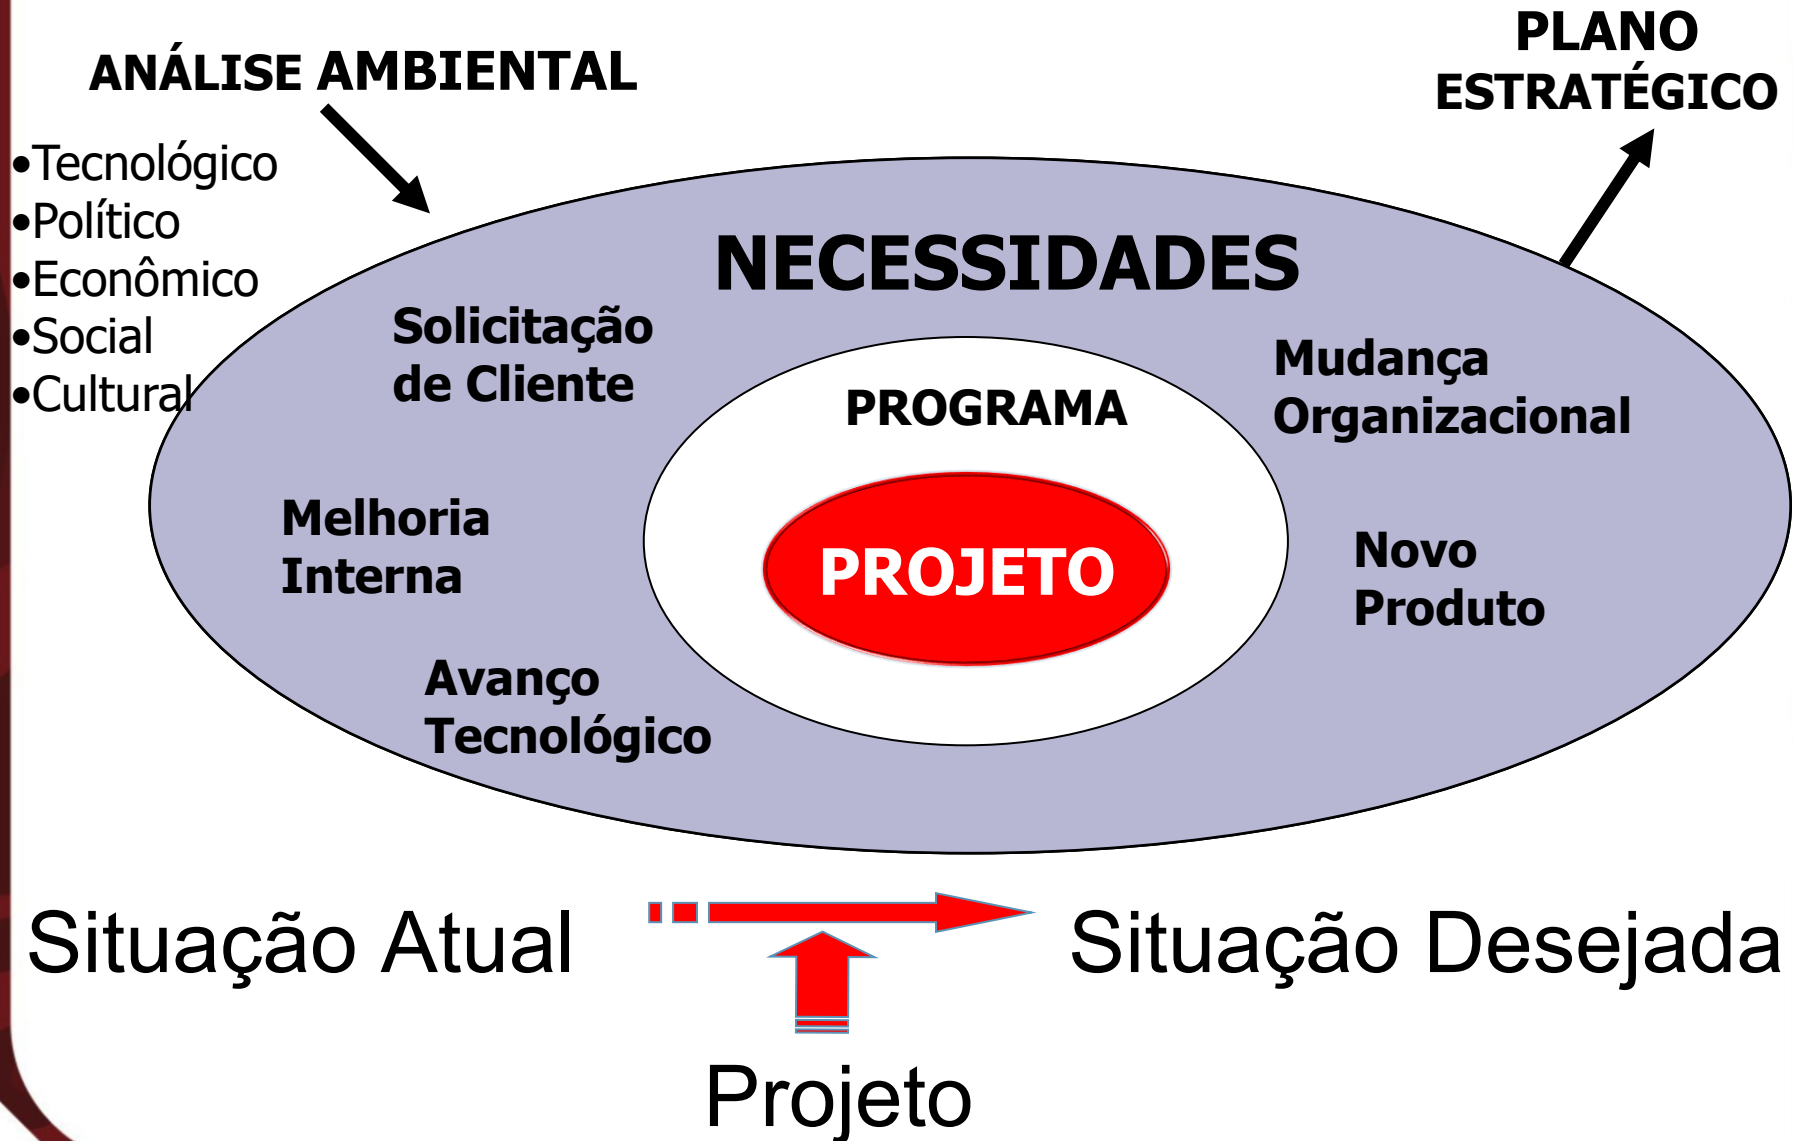 ANÁLISE AMBIENTAL
PLANO
ESTRATÉGICO
•Tecnológico
•Político
•Econômico
•Social
•Cultural
NECESSIDADES
Solicitação
de Cliente
Mudança
Organizacional
PROGRAMA
PROJETO
Melhoria
Interna
Novo
Produto
Avanço
Tecnológico
Situação Atual
Situação Desejada
Projeto